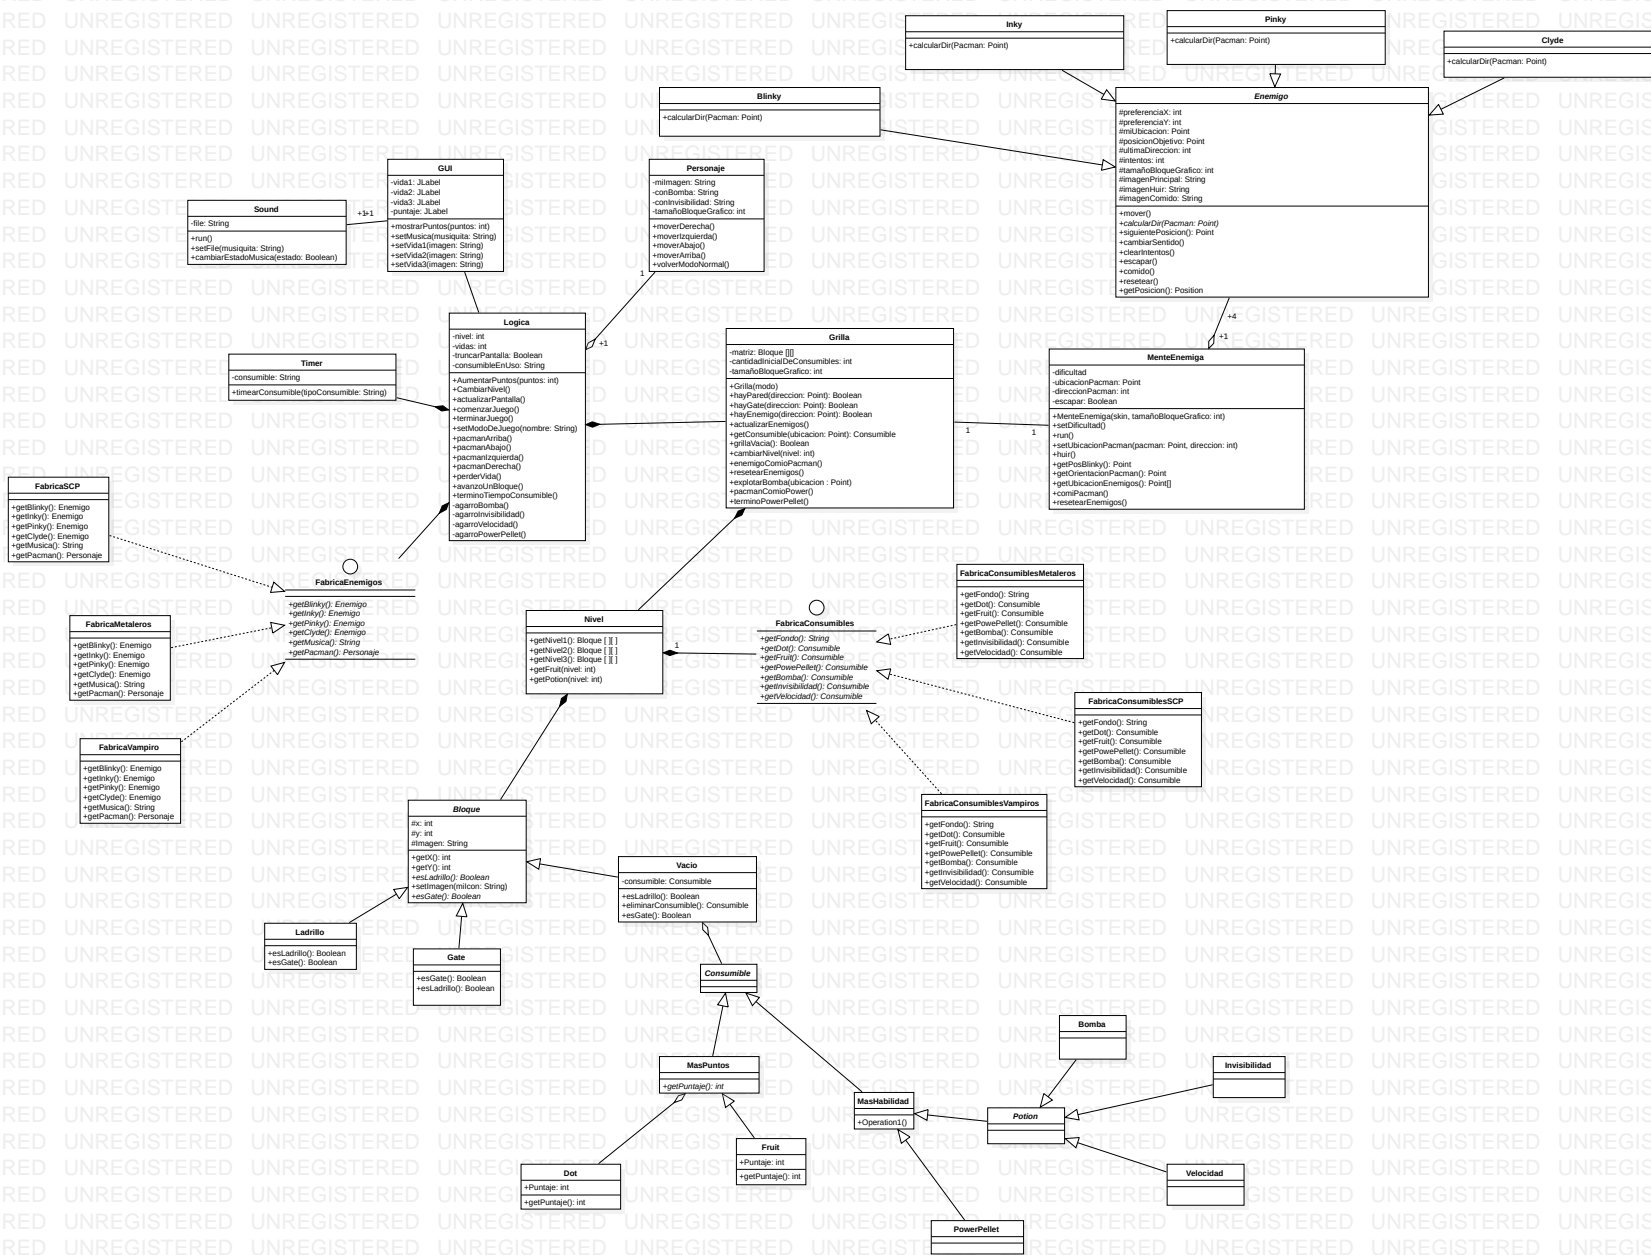 Inky
+calcularDir(Pacman: Point)
Pinky
+calcularDir(Pacman: Point)
Clyde
+calcularDir(Pacman: Point)
Blinky
+calcularDir(Pacman: Point)
Enemigo
#preferenciaX: int
#preferenciaY: int
#miUbicacion: Point
#posicionObjetivo: Point
#ultimaDireccion: int
#intentos: int
#tamañoBloqueGrafico: int
#imagenPrincipal: String
#imagenHuir: String
#imagenComido: String
+mover()
+calcularDir(Pacman: Point)
+siguientePosicion(): Point
+cambiarSentido()
+clearIntentos()
+escapar()
+comido()
+resetear()
+getPosicion(): Position
GUI
-vida1: JLabel
-vida2: JLabel
-vida3: JLabel
-puntaje: JLabel
+mostrarPuntos(puntos: int)
+setMusica(musiquita: String)
+setVida1(imagen: String)
+setVida2(imagen: String)
+setVida3(imagen: String)
Personaje
-miImagen: String
-conBomba: String
-conInvisibilidad: String
-tamañoBloqueGrafico: int
+moverDerecha()
+moverIzquierda()
+moverAbajo()
+moverArriba()
+volverModoNormal()
Sound
-file: String
+run()
+setFile(musiquita: String)
+cambiarEstadoMusica(estado: Boolean)
+1
+1
1
+1
+4
+1
Logica
-nivel: int
-vidas: int
-truncarPantalla: Boolean
-consumibleEnUso: String
+AumentarPuntos(puntos: int)
+CambiarNivel()
+actualizarPantalla()
+comenzarJuego()
+terminarJuego()
+setModoDeJuego(nombre: String)
+pacmanArriba()
+pacmanAbajo()
+pacmanIzquierda()
+pacmanDerecha()
+perderVida()
+avanzoUnBloque()
+terminoTiempoConsumible()
-agarroBomba()
-agarroInvisibilidad()
-agarroVelocidad()
-agarroPowerPellet()
Timer
-consumible: String
+timearConsumible(tipoConsumible: String)
Grilla
-matriz: Bloque [][]
-cantidadInicialDeConsumibles: int
-tamañoBloqueGrafico: int
+Grilla(modo)
+hayPared(direccion: Point): Boolean
+hayGate(direccion: Point): Boolean
+hayEnemigo(direccion: Point): Boolean
+actualizarEnemigos()
+getConsumible(ubicacion: Point): Consumible
+grillaVacia(): Boolean
+cambiarNivel(nivel: int)
+enemigoComioPacman()
+resetearEnemigos()
+explotarBomba(ubicacion : Point)
+pacmanComioPower()
+terminoPowerPellet()
1
1
MenteEnemiga
-dificultad
-ubicacionPacman: Point
-direccionPacman: int
-escapar: Boolean
+MenteEnemiga(skin, tamañoBloqueGrafico: int)
+setDificultad()
+run()
+setUbicacionPacman(pacman: Point, direccion: int)
+huir()
+getPosBlinky(): Point
+getOrientacionPacman(): Point
+getUbicacionEnemigos(): Point[]
+comiPacman()
+resetearEnemigos()
FabricaSCP
+getBlinky(): Enemigo
+getInky(): Enemigo
+getPinky(): Enemigo
+getClyde(): Enemigo
+getMusica(): String
+getPacman(): Personaje
FabricaEnemigos
+getBlinky(): Enemigo
+getInky(): Enemigo
+getPinky(): Enemigo
+getClyde(): Enemigo
+getMusica(): String
+getPacman(): Personaje
FabricaMetaleros
+getBlinky(): Enemigo
+getInky(): Enemigo
+getPinky(): Enemigo
+getClyde(): Enemigo
+getMusica(): String
+getPacman(): Personaje
FabricaVampiro
+getBlinky(): Enemigo
+getInky(): Enemigo
+getPinky(): Enemigo
+getClyde(): Enemigo
+getMusica(): String
+getPacman(): Personaje
Nivel
+getNivel1(): Bloque [ ][ ]
+getNivel2(): Bloque [ ][ ]
+getNivel3(): Bloque [ ][ ]
+getFruit(nivel: int)
+getPotion(nivel: int)
1
FabricaConsumibles
+getFondo(): String
+getDot(): Consumible
+getFruit(): Consumible
+getPowePellet(): Consumible
+getBomba(): Consumible
+getInvisibilidad(): Consumible
+getVelocidad(): Consumible
FabricaConsumiblesMetaleros
+getFondo(): String
+getDot(): Consumible
+getFruit(): Consumible
+getPowePellet(): Consumible
+getBomba(): Consumible
+getInvisibilidad(): Consumible
+getVelocidad(): Consumible
FabricaConsumiblesSCP
+getFondo(): String
+getDot(): Consumible
+getFruit(): Consumible
+getPowePellet(): Consumible
+getBomba(): Consumible
+getInvisibilidad(): Consumible
+getVelocidad(): Consumible
FabricaConsumiblesVampiros
+getFondo(): String
+getDot(): Consumible
+getFruit(): Consumible
+getPowePellet(): Consumible
+getBomba(): Consumible
+getInvisibilidad(): Consumible
+getVelocidad(): Consumible
Bloque
#x: int
#y: int
#Imagen: String
+getX(): int
+getY(): int
+esLadrillo(): Boolean
+setImagen(miIcon: String)
+esGate(): Boolean
Vacio
-consumible: Consumible
+esLadrillo(): Boolean
+eliminarConsumible(): Consumible
+esGate(): Boolean
Ladrillo
+esLadrillo(): Boolean
+esGate(): Boolean
Gate
+esGate(): Boolean
+esLadrillo(): Boolean
Consumible
MasPuntos
+getPuntaje(): int
MasHabilidad
+Operation1()
Bomba
Invisibilidad
Potion
Velocidad
Dot
+Puntaje: int
+getPuntaje(): int
Fruit
+Puntaje: int
+getPuntaje(): int
PowerPellet